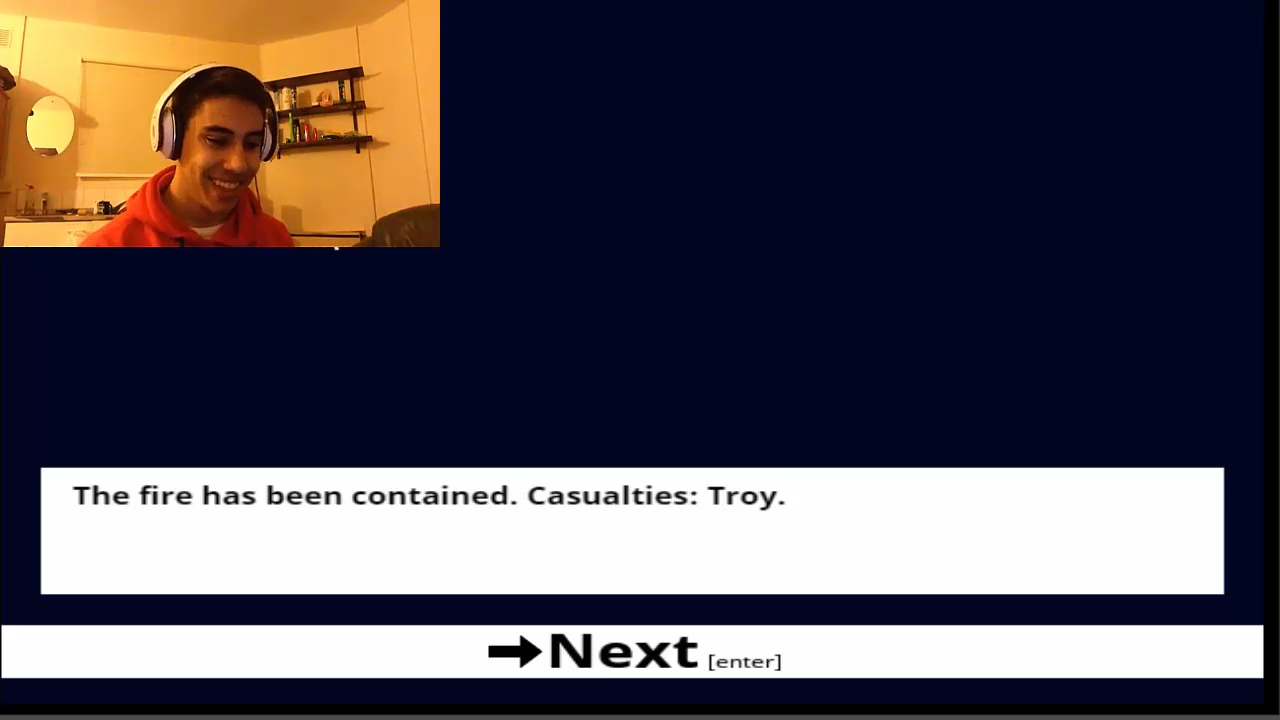 The fire has been contained. Casualties: Troy.
➡Next [enter]